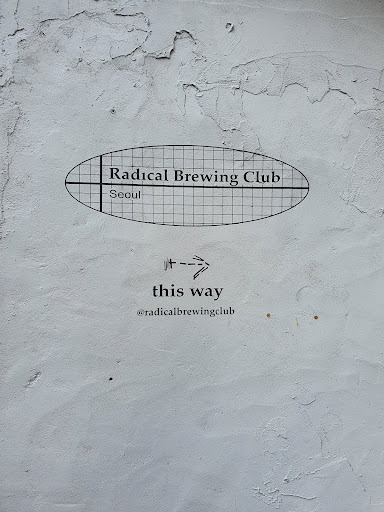 Radical Brewing Club
Seoul
this way
@radicalbrewingclub